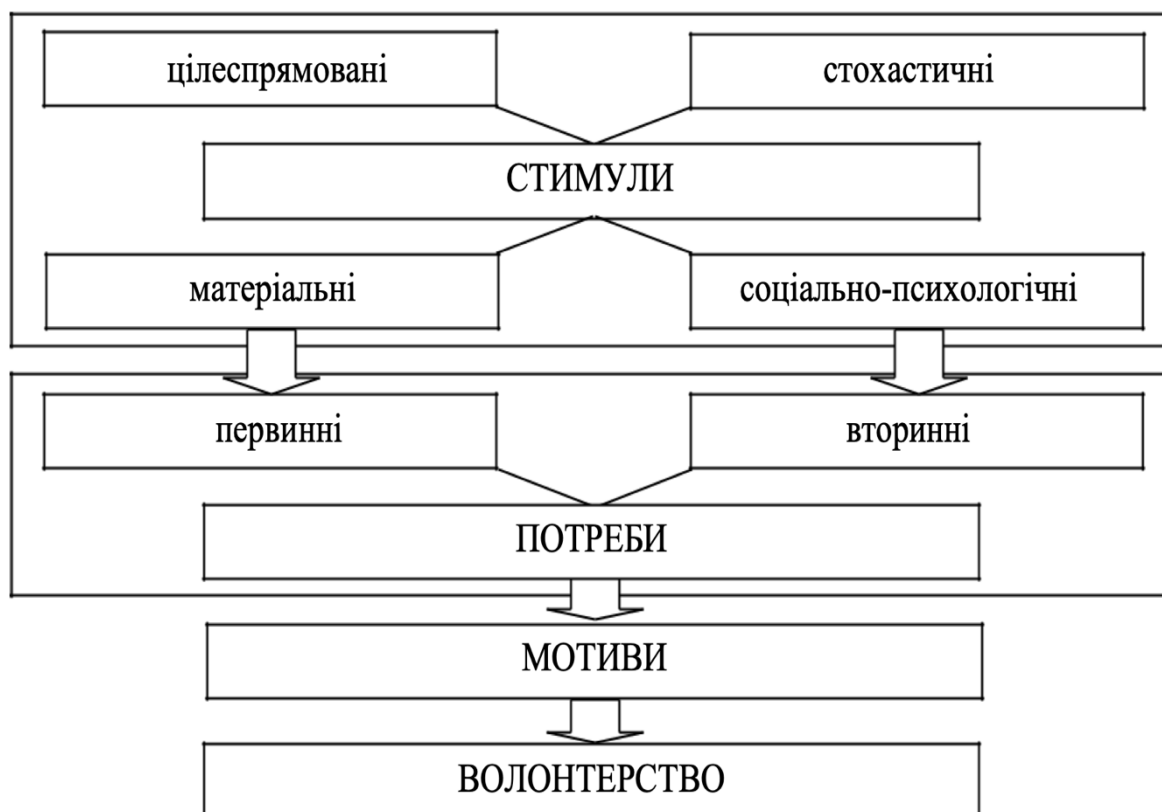 цілеспрямовані
стохастичні
СТИМУЛИ
матеріальні
соціально-психологічні
первинні
вторинні
ПОТРЕБИ
МОТИВИ
ВОЛОНТЕРСТВО